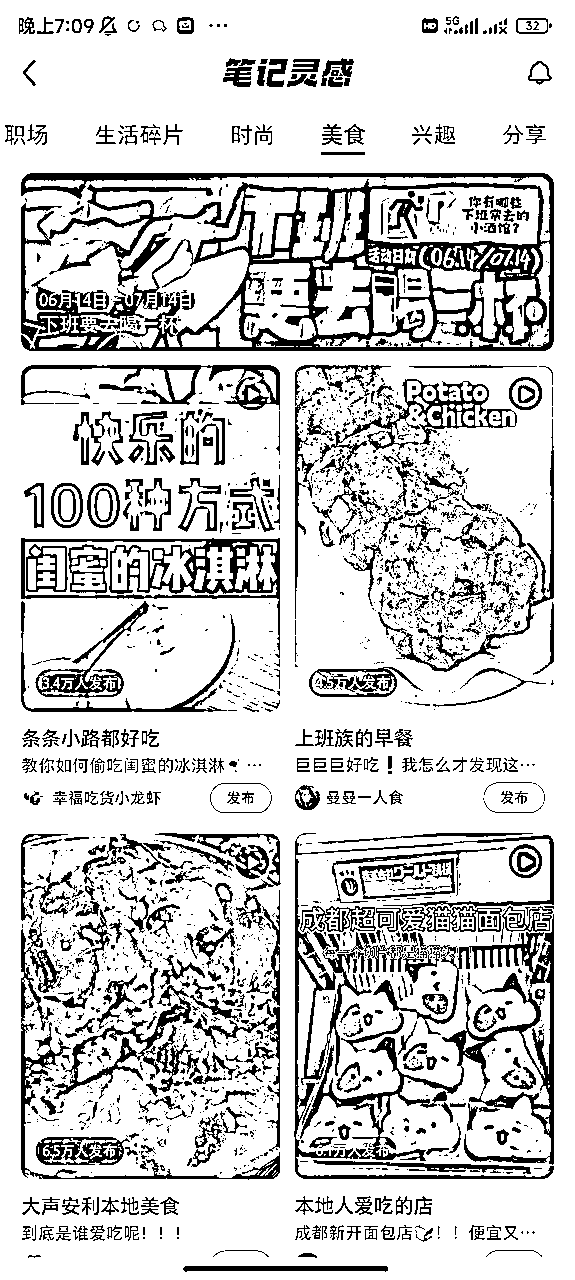 晚上7:09
HD 5G 32
笔记灵感
职场 生活碎片 时尚 美食 兴趣 分享
下班
要去喝一杯
你有哪些
下班常去的
小酒馆?
活动日期(06.14/07.14)
06月14日 - 07月14日
下班要去喝一杯
快乐的
100种方式
闺蜜的冰淇淋
3.4万人发布
条条小路都好吃
教你如何偷吃闺蜜的冰淇淋 …
幸福吃货小龙虾 发布
Potato
&Chicken
4.5万人发布
上班族的早餐
巨巨巨好吃！我怎么才发现这…
曼曼一人食 发布
6.5万人发布
大声安利本地美食
到底是谁爱吃呢！！！
成都超可爱猫猫面包店
本地人爱吃的店
成都新开面包店！！便宜又…